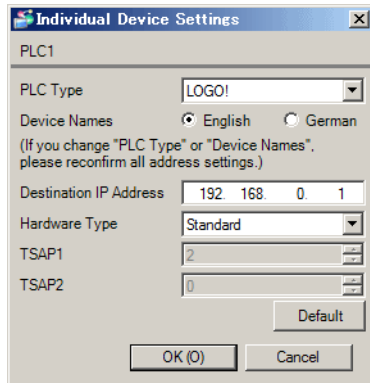 Individual Device Settings
PLC1
PLC Type LOGO!
Device Names English German
(If you change "PLC Type" or "Device Names",
please reconfirm all address settings.)
Destination IP Address 192. 168. 0. 1
Hardware Type Standard
TSAP1 2
TSAP2 0
Default
OK (O) Cancel